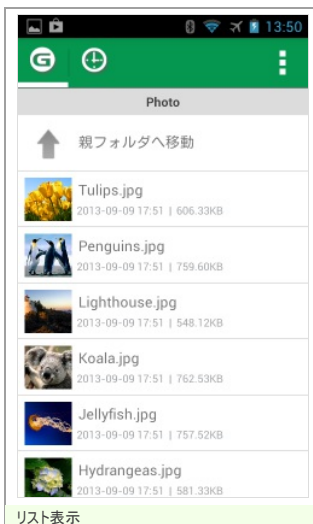 13:50
G
Photo
親フォルダへ移動
Tulips.jpg
2013-09-09 17:51 | 606.33KB
Penguins.jpg
2013-09-09 17:51 | 759.60KB
Lighthouse.jpg
2013-09-09 17:51 | 548.12KB
Koala.jpg
2013-09-09 17:51 | 762.53KB
Jellyfish.jpg
2013-09-09 17:51 | 757.52KB
Hydrangeas.jpg
2013-09-09 17:51 | 581.33KB
リスト表示